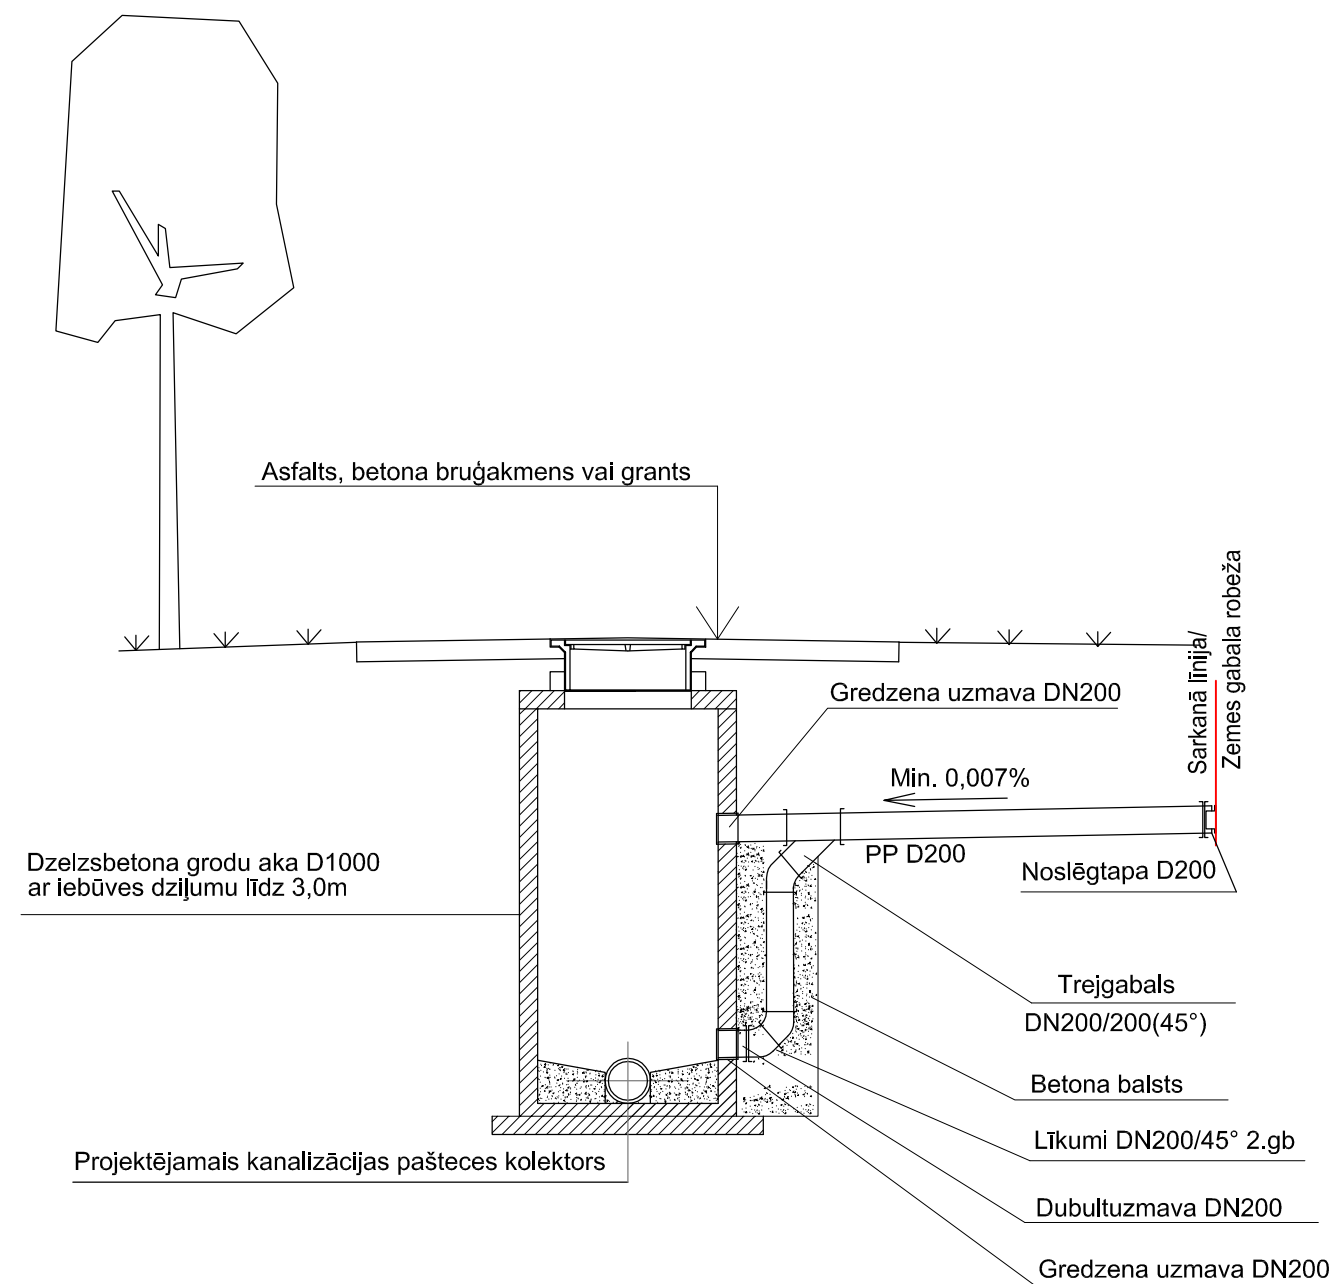 Asfalts, betona bruģakmens vai grants
Sarkanā līnija/
Zemes gabala robeža
Gredzena uzmava DN200
Min. 0,007%
PP D200
Noslēgtapa D200
Dzelzsbetona grodu aka D1000
ar iebūves dziļumu līdz 3,0m
Trejgabals
DN200/200(45°)
Betona balsts
Līkumi DN200/45° 2.gb
Projektējamais kanalizācijas pašteces kolektors
Dubultuzmava DN200
Gredzena uzmava DN200